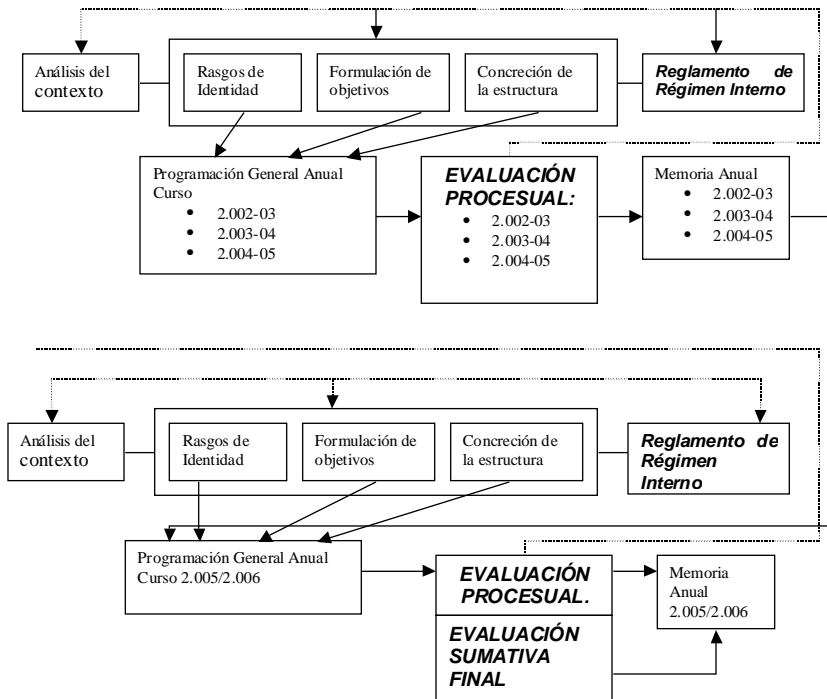 Análisis del
contexto
Rasgos de
Identidad
Formulación de
objetivos
Concreción de
la estructura
Reglamento de
Régimen Interno
Programación General Anual
Curso
• 2.002-03
• 2.003-04
• 2.004-05
EVALUACIÓN
PROCESUAL:
• 2.002-03
• 2.003-04
• 2.004-05
Memoria Anual
• 2.002-03
• 2.003-04
• 2.004-05
Análisis del
contexto
Rasgos de
Identidad
Formulación de
objetivos
Concreción de
la estructura
Reglamento de
Régimen
Interno
Programación General Anual
Curso 2.005/2.006
EVALUACIÓN
PROCESUAL.
EVALUACIÓN
SUMATIVA
FINAL
Memoria
Anual
2.005/2.006